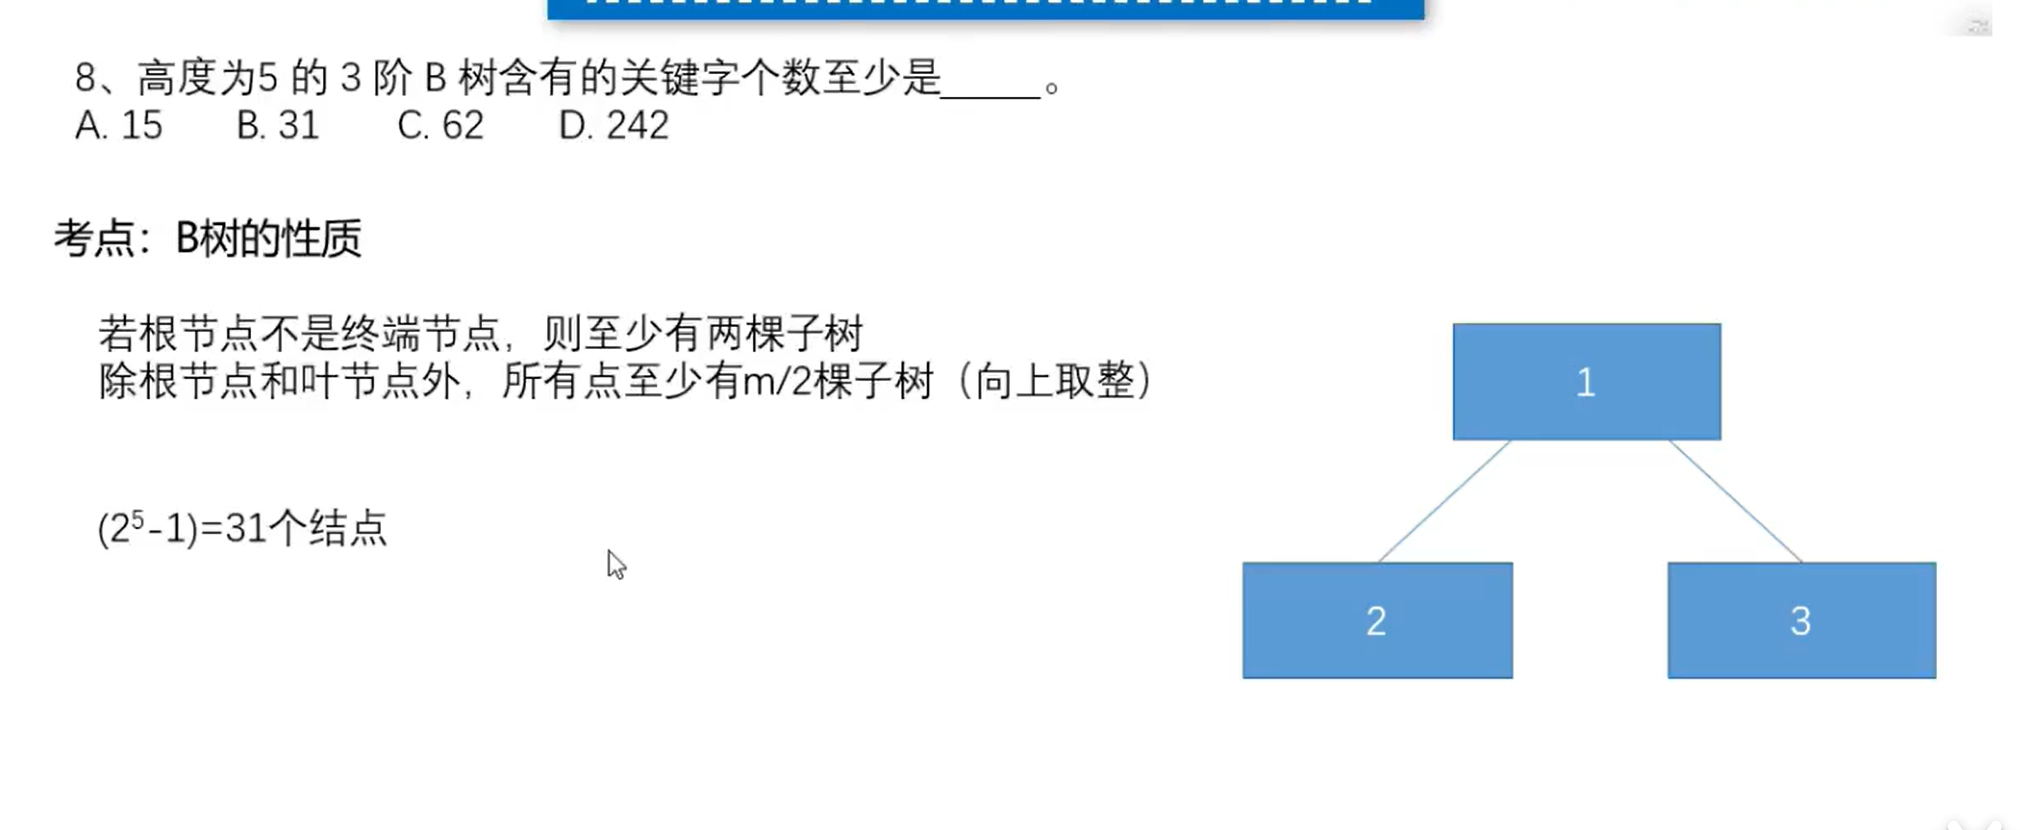 8、高度为5 的 3 阶 B 树含有的关键字个数至少是_____。
A. 15 B. 31 C. 62 D. 242
考点：B树的性质
若根节点不是终端节点，则至少有两棵子树
除根节点和叶节点外，所有点至少有m/2棵子树（向上取整）
(2⁵-1)=31个结点
1
2
3